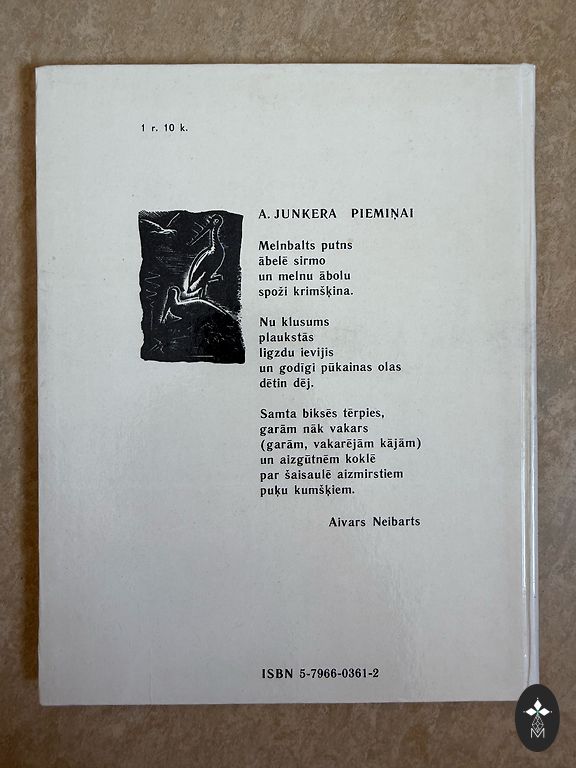 1 r. 10 k.
A. JUNKERA PIEMIŅAI
Melnbalts putns
ābelē sirmo
un melnu ābolu
spoži krimšķina.
Nu klusums
plaukstās
ligzdu ievijis
un godīgi pūkainas olas
dētin dēj.
Samta biksēs tērpies,
garām nāk vakars
(garām, vakarējām kājām)
un aizgūtnēm koklē
par šaisaulē aizmirstiem
puķu kumšķiem.
Aivars Neibarts
ISBN 5-7966-0361-2
M